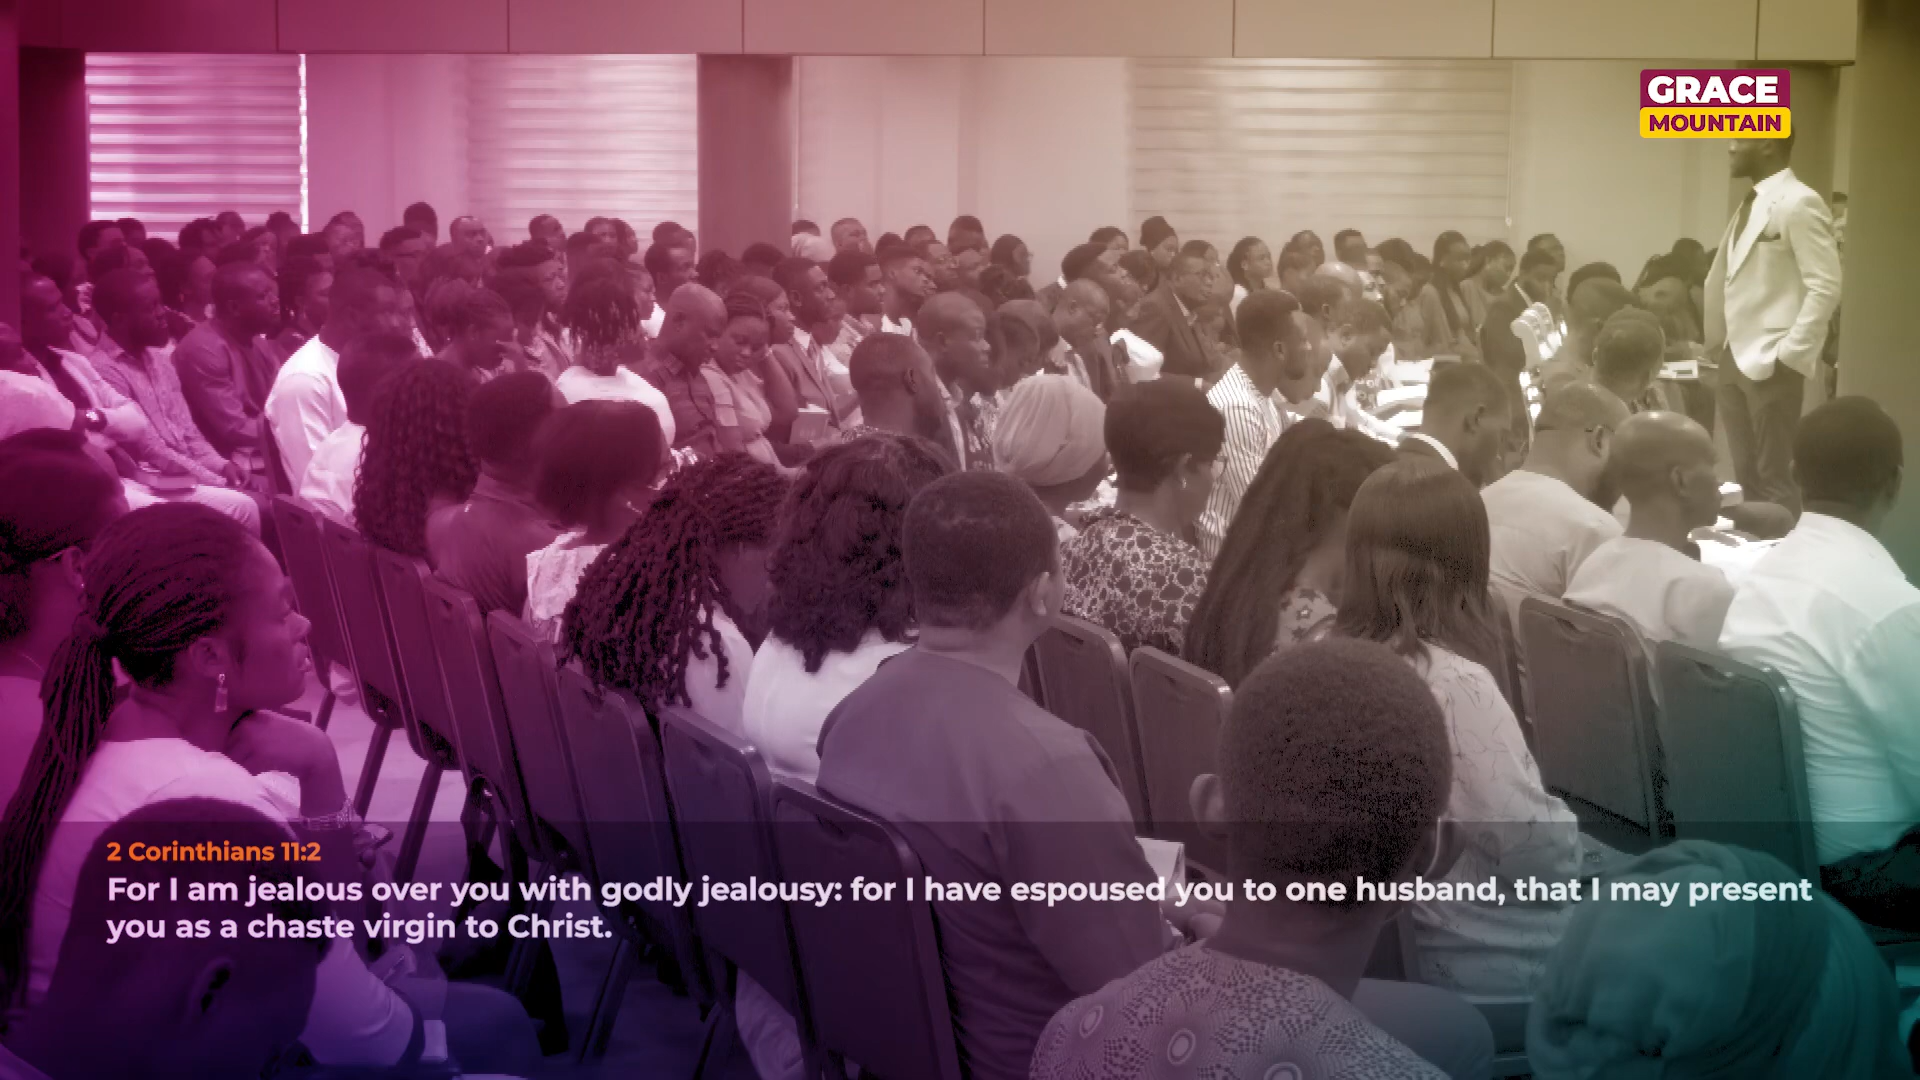 GRACE
MOUNTAIN
2 Corinthians 11:2
For I am jealous over you with godly jealousy: for I have espoused you to one husband, that I may present
you as a chaste virgin to Christ.